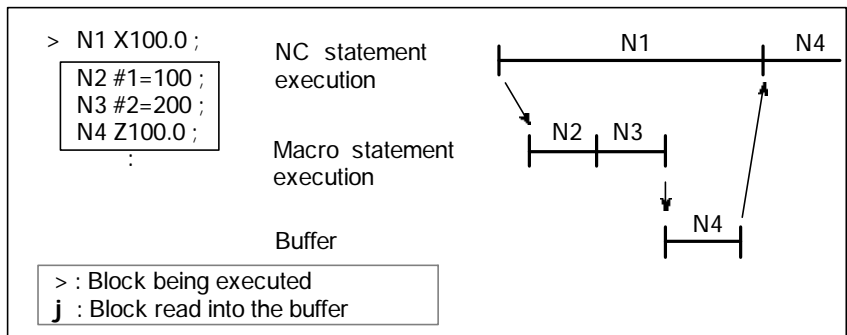 > N1 X100.0 ;
N2 #1=100 ;
N3 #2=200 ;
N4 Z100.0 ;
:
NC statement
execution
N1
N4
Macro statement
execution
N2
N3
Buffer
N4
> : Block being executed
j : Block read into the buffer